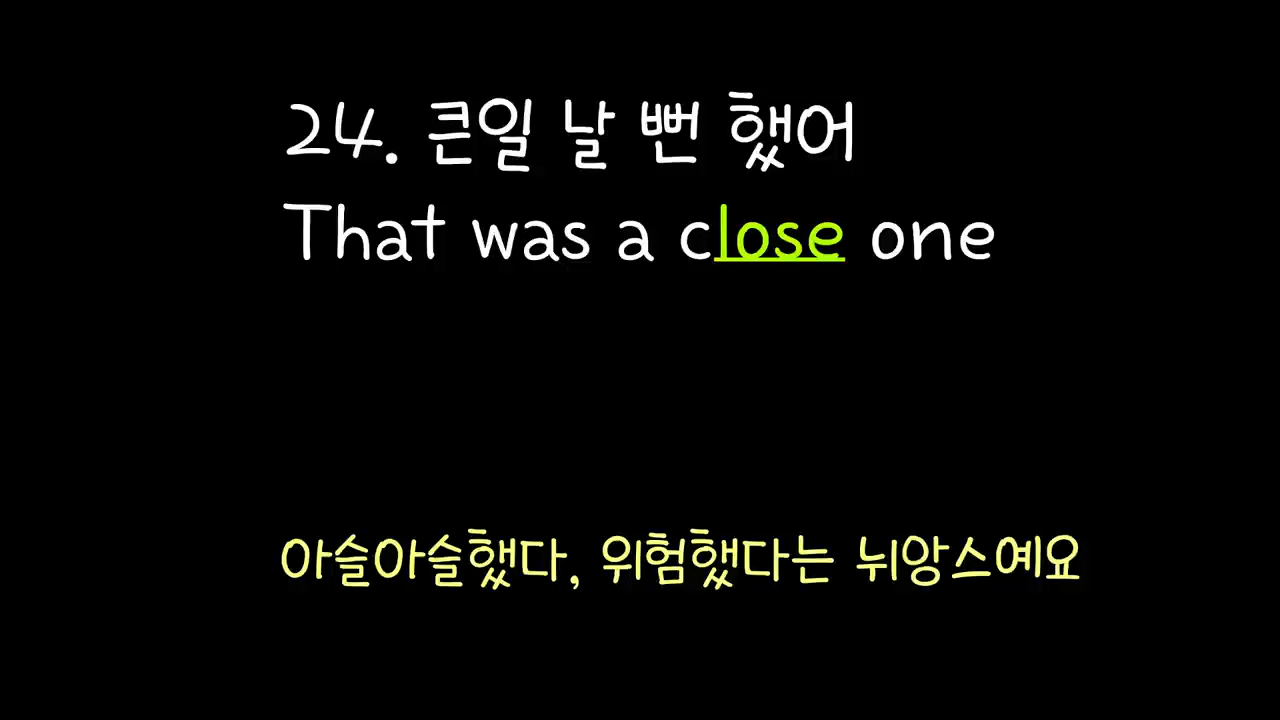 24. 큰일 날 뻔 했어
That was a close one
아슬아슬했다, 위험했다는 뉘앙스예요